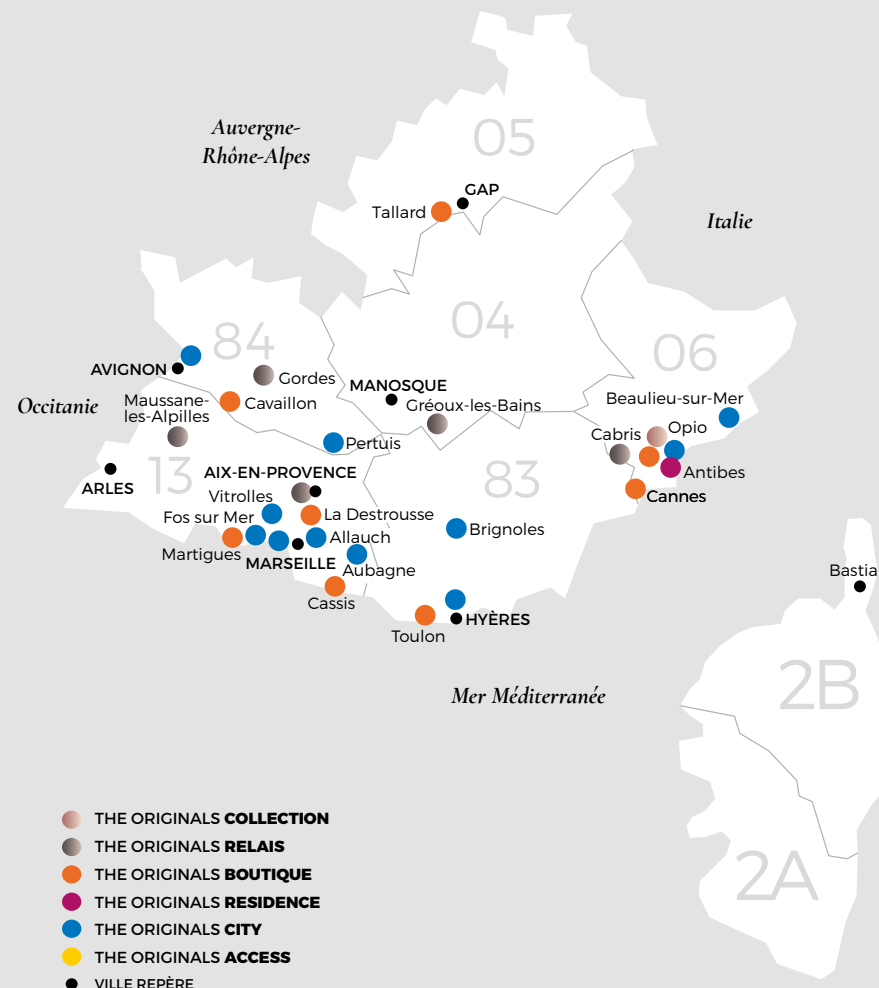 Auvergne-
Rhône-Alpes
05
GAP
Tallard
Italie
04
84
06
AVIGNON
Gordes
MANOSQUE
Occitanie
Maussane-
les-Alpilles
Cavaillon
Gréoux-les-Bains
Beaulieu-sur-Mer
Cabris
Opio
Pertuis
ARLES
13
AIX-EN-PROVENCE
83
Antibes
Vitrolles
Cannes
Fos sur Mer
La Destrousse
Brignoles
Martigues
Allauch
MARSEILLE
Aubagne
Bastia
Cassis
HYÈRES
Toulon
2B
Mer Méditerranée
2A
THE ORIGINALS COLLECTION
THE ORIGINALS RELAIS
THE ORIGINALS BOUTIQUE
THE ORIGINALS RESIDENCE
THE ORIGINALS CITY
THE ORIGINALS ACCESS
VILLE REPÈRE